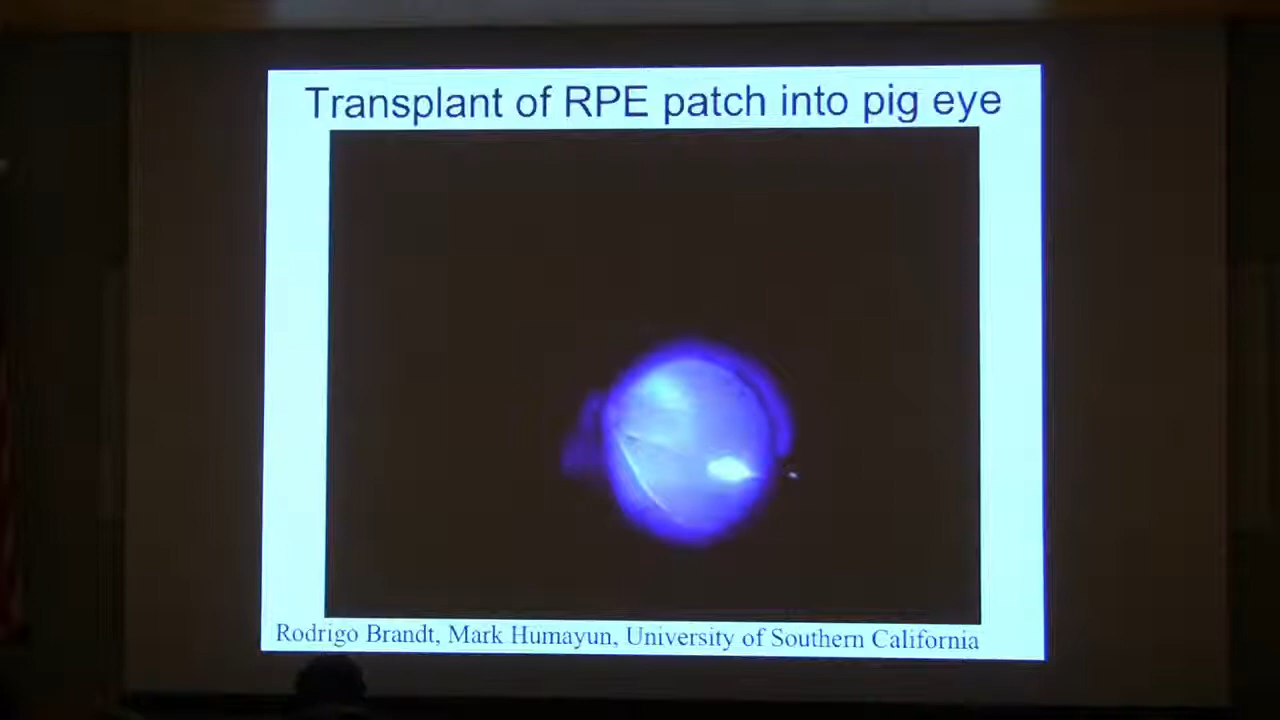 Transplant of RPE patch into pig eye
Rodrigo Brandt, Mark Humayun, University of Southern California